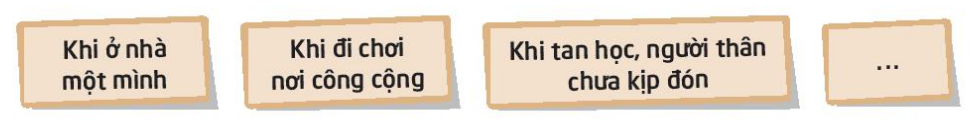 Khi ở nhà
một mình
Khi đi chơi
nơi công cộng
Khi tan học, người thân
chưa kịp đón
...